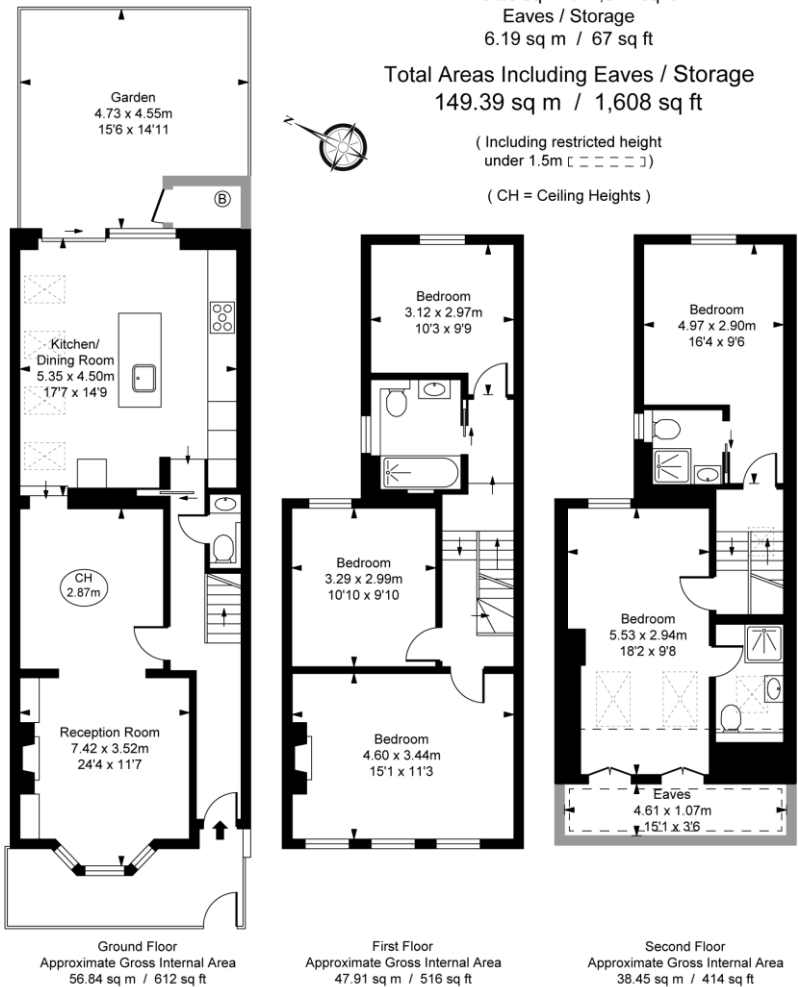 Eaves / Storage
6.19 sq m / 67 sq ft
Total Areas Including Eaves / Storage
149.39 sq m / 1,608 sq ft
( Including restricted height
under 1.5m )
( CH = Ceiling Heights )
N
Garden
4.73 x 4.55m
15'6 x 14'11
B
Kitchen/
Dining Room
5.35 x 4.50m
17'7 x 14'9
CH
2.87m
Reception Room
7.42 x 3.52m
24'4 x 11'7
Ground Floor
Approximate Gross Internal Area
56.84 sq m / 612 sq ft
Bedroom
3.12 x 2.97m
10'3 x 9'9
Bedroom
3.29 x 2.99m
10'10 x 9'10
Bedroom
4.60 x 3.44m
15'1 x 11'3
First Floor
Approximate Gross Internal Area
47.91 sq m / 516 sq ft
Bedroom
4.97 x 2.90m
16'4 x 9'6
Bedroom
5.53 x 2.94m
18'2 x 9'8
Eaves
4.61 x 1.07m
15'1 x 3'6
Second Floor
Approximate Gross Internal Area
38.45 sq m / 414 sq ft